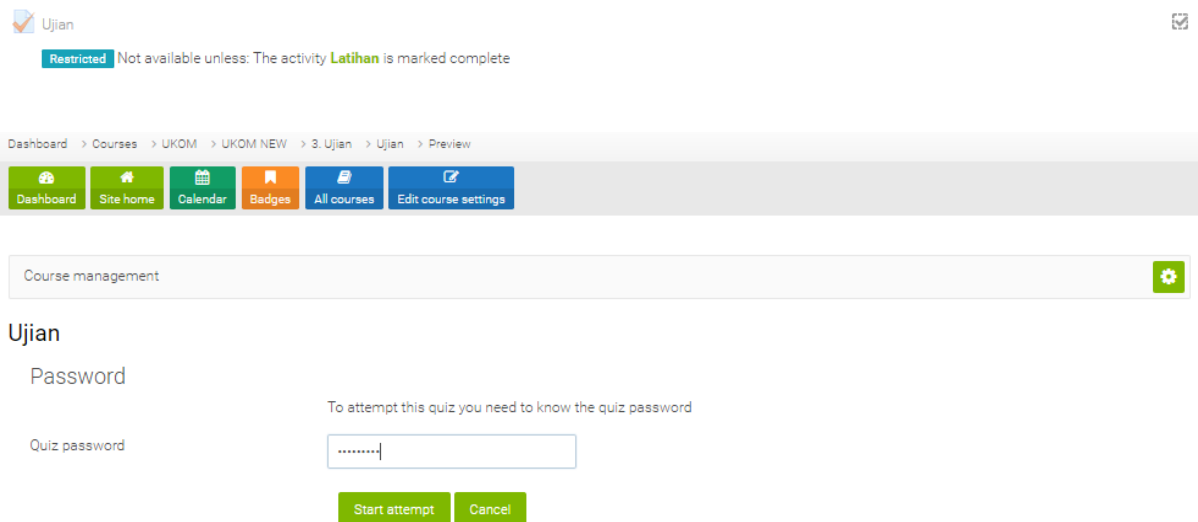 Ujian
Restricted Not available unless: The activity Latihan is marked complete
Dashboard > Courses > UKOM > UKOM NEW > 3. Ujian > Ujian > Preview
Dashboard Site home Calendar Badges All courses Edit course settings
Course management
Ujian
Password
To attempt this quiz you need to know the quiz password
Quiz password
Start attempt Cancel